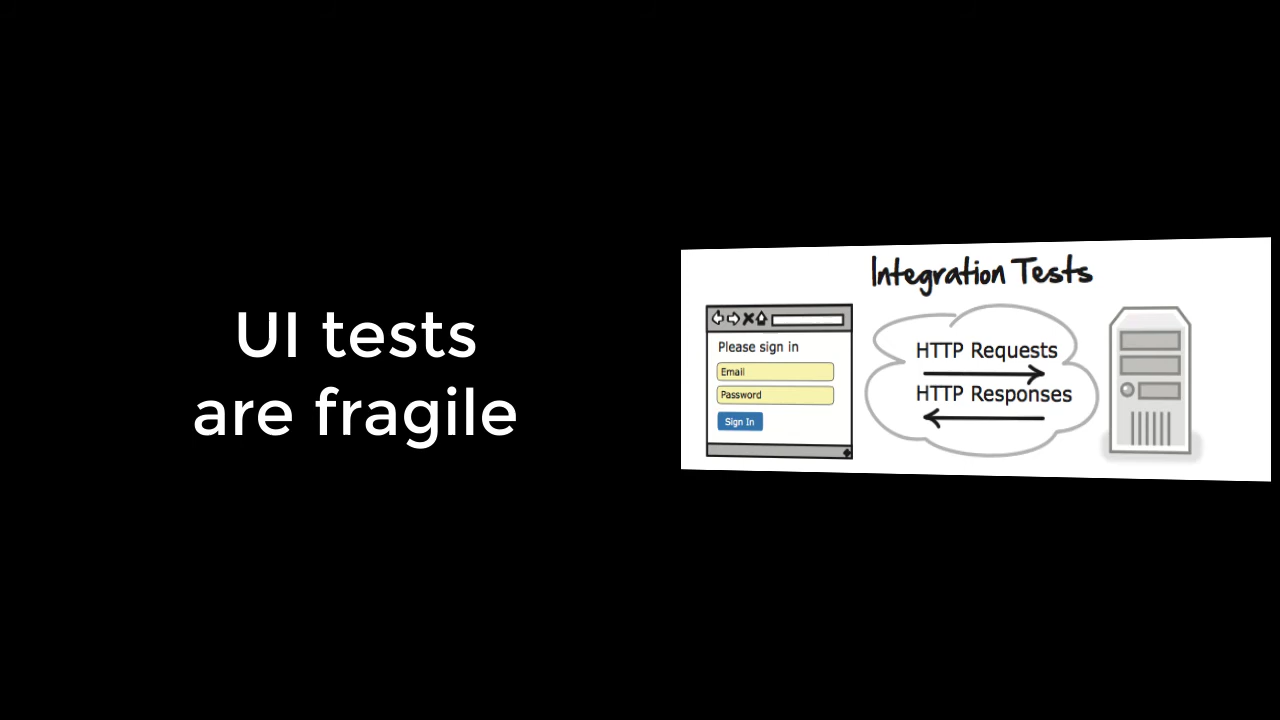 UI tests
are fragile
Integration Tests
Please sign in
Email
Password
Sign In
HTTP Requests
HTTP Responses